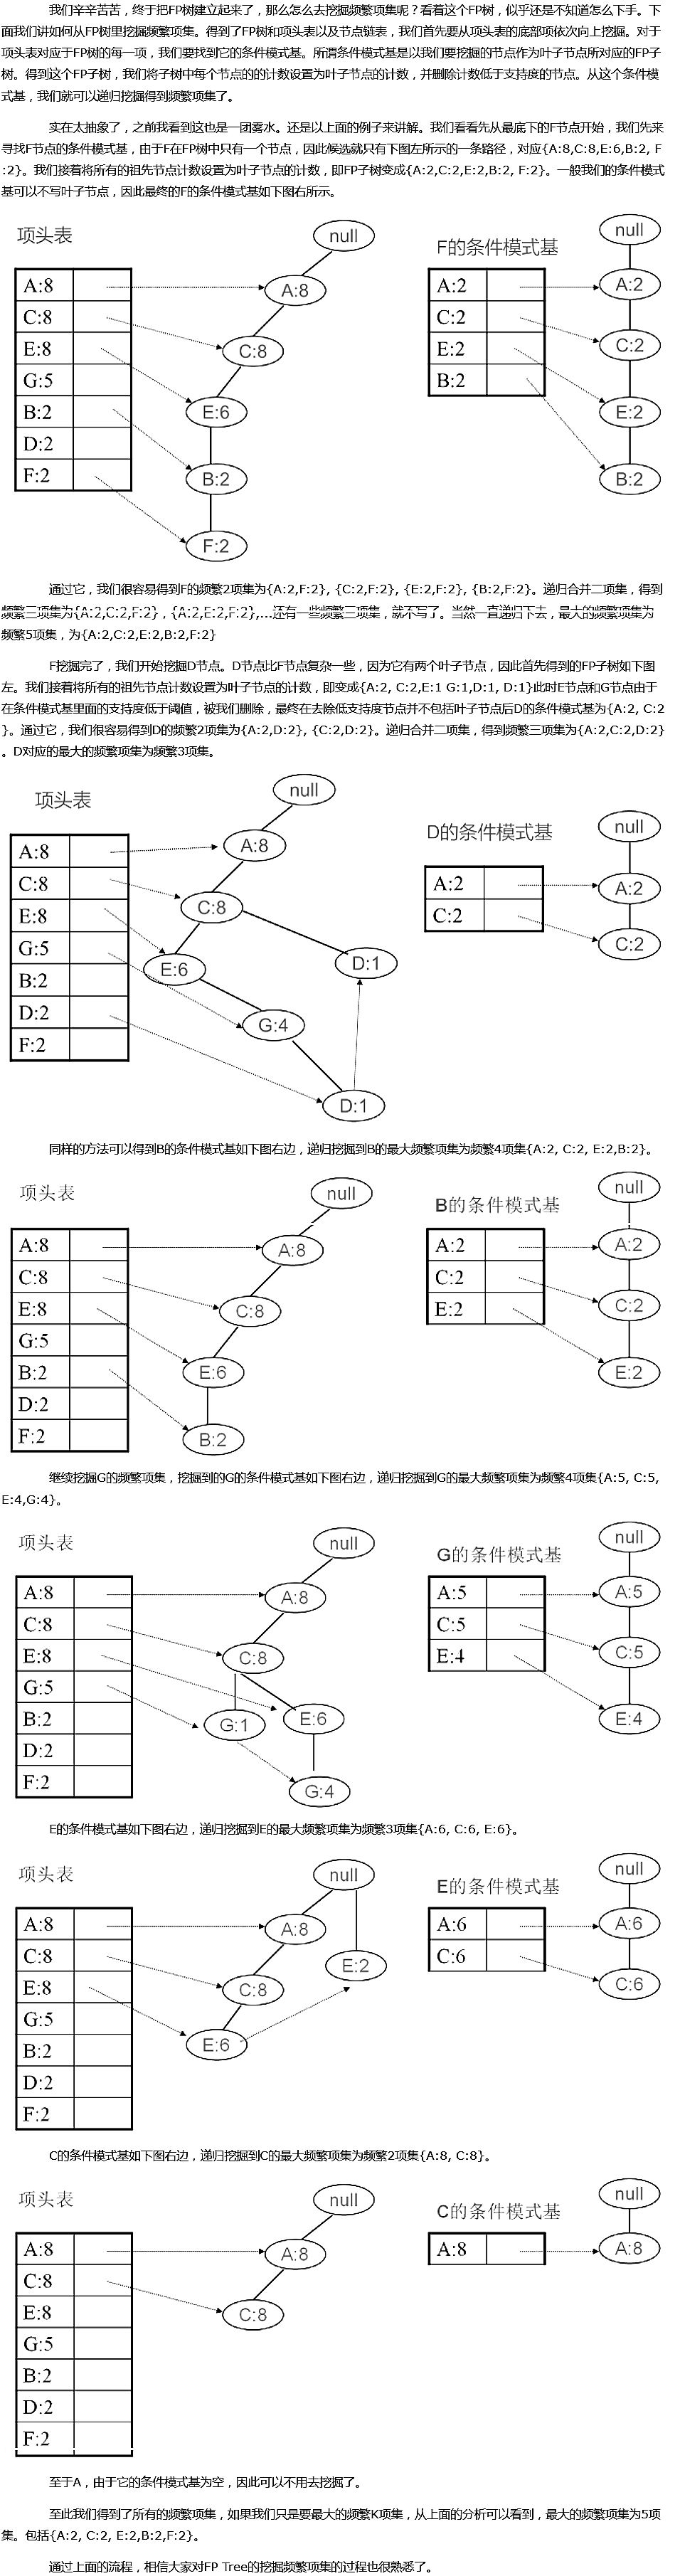 我们辛辛苦苦，终于把FP树建立起来了，那么怎么去挖掘频繁项集呢？看着这个FP树，似乎还是不知道怎么下手。下
面我们讲如何从FP树里挖掘频繁项集。得到了FP树和项头表以及节点链表，我们首先要从项头表的底部项依次向上挖掘。对于
项头表对应于FP树的每一项，我们要找到它的条件模式基。所谓条件模式基是以我们要挖掘的节点作为叶子节点所对应的FP子
树。得到这个FP子树，我们将子树中每个节点的的计数设置为叶子节点的计数，并删除计数低于支持度的节点。从这个条件模
式基，我们就可以递归挖掘得到频繁项集了。
实在太抽象了，之前我看到这也是一团雾水。还是以上面的例子来讲解。我们看看先从最底下的F节点开始，我们先来
寻找F节点的条件模式基，由于F在FP树中只有一个节点，因此候选就只有下图左所示的一条路径，对应{A:8,C:8,E:6,B:2, F
:2}。我们接着将所有的祖先节点计数设置为叶子节点的计数，即FP子树变成{A:2,C:2,E:2,B:2, F:2}。一般我们的条件模式
基可以不写叶子节点，因此最终的F的条件模式基如下图右所示。
项头表
A:8
C:8
E:8
G:5
B:2
D:2
F:2
null
A:8
C:8
E:6
B:2
F:2
F的条件模式基
A:2
C:2
E:2
B:2
null
A:2
C:2
E:2
B:2
通过它，我们很容易得到F的频繁2项集为{A:2,F:2}, {C:2,F:2}, {E:2,F:2}, {B:2,F:2}。递归合并二项集，得到
频繁三项集为{A:2,C:2,F:2}，{A:2,E:2,F:2},...还有一些频繁三项集，就不写了。当然一直递归下去，最大的频繁项集为
频繁5项集，为{A:2,C:2,E:2,B:2,F:2}
F挖掘完了，我们开始挖掘D节点。D节点比F节点复杂一些，因为它有两个叶子节点，因此首先得到的FP子树如下图
左。我们接着将所有的祖先节点计数设置为叶子节点的计数，即变成{A:2, C:2,E:1 G:1,D:1, D:1}此时E节点和G节点由于
在条件模式基里面的支持度低于阈值，被我们删除，最终在去除低支持度节点并不包括叶子节点后D的条件模式基为{A:2, C:2
}。通过它，我们很容易得到D的频繁2项集为{A:2,D:2}, {C:2,D:2}。递归合并二项集，得到频繁三项集为{A:2,C:2,D:2}
。D对应的最大的频繁项集为频繁3项集。
项头表
A:8
C:8
E:8
G:5
B:2
D:2
F:2
null
A:8
C:8
E:6
D:1
G:4
D:1
D的条件模式基
A:2
C:2
null
A:2
C:2
同样的方法可以得到B的条件模式基如下图右边，递归挖掘到B的最大频繁项集为频繁4项集{A:2, C:2, E:2,B:2}。
项头表
A:8
C:8
E:8
G:5
B:2
D:2
F:2
null
A:8
C:8
E:6
B:2
B的条件模式基
A:2
C:2
E:2
null
A:2
C:2
E:2
继续挖掘G的频繁项集，挖掘到的G的条件模式基如下图右边，递归挖掘到G的最大频繁项集为频繁4项集{A:5, C:5,
E:4,G:4}。
项头表
A:8
C:8
E:8
G:5
B:2
D:2
F:2
null
A:8
C:8
G:1
E:6
G:4
G的条件模式基
A:5
C:5
E:4
null
A:5
C:5
E:4
E的条件模式基如下图右边，递归挖掘到E的最大频繁项集为频繁3项集{A:6, C:6, E:6}。
项头表
A:8
C:8
E:8
G:5
B:2
D:2
F:2
null
A:8
C:8
E:2
E:6
E的条件模式基
A:6
C:6
null
A:6
C:6
C的条件模式基如下图右边，递归挖掘到C的最大频繁项集为频繁2项集{A:8, C:8}。
项头表
A:8
C:8
E:8
G:5
B:2
D:2
F:2
null
A:8
C:8
C的条件模式基
A:8
null
A:8
至于A，由于它的条件模式基为空，因此可以不用去挖掘了。
至此我们得到了所有的频繁项集，如果我们只是要最大的频繁K项集，从上面的分析可以看到，最大的频繁项集为5项
集。包括{A:2, C:2, E:2,B:2,F:2}。
通过上面的流程，相信大家对FP Tree的挖掘频繁项集的过程也很熟悉了。